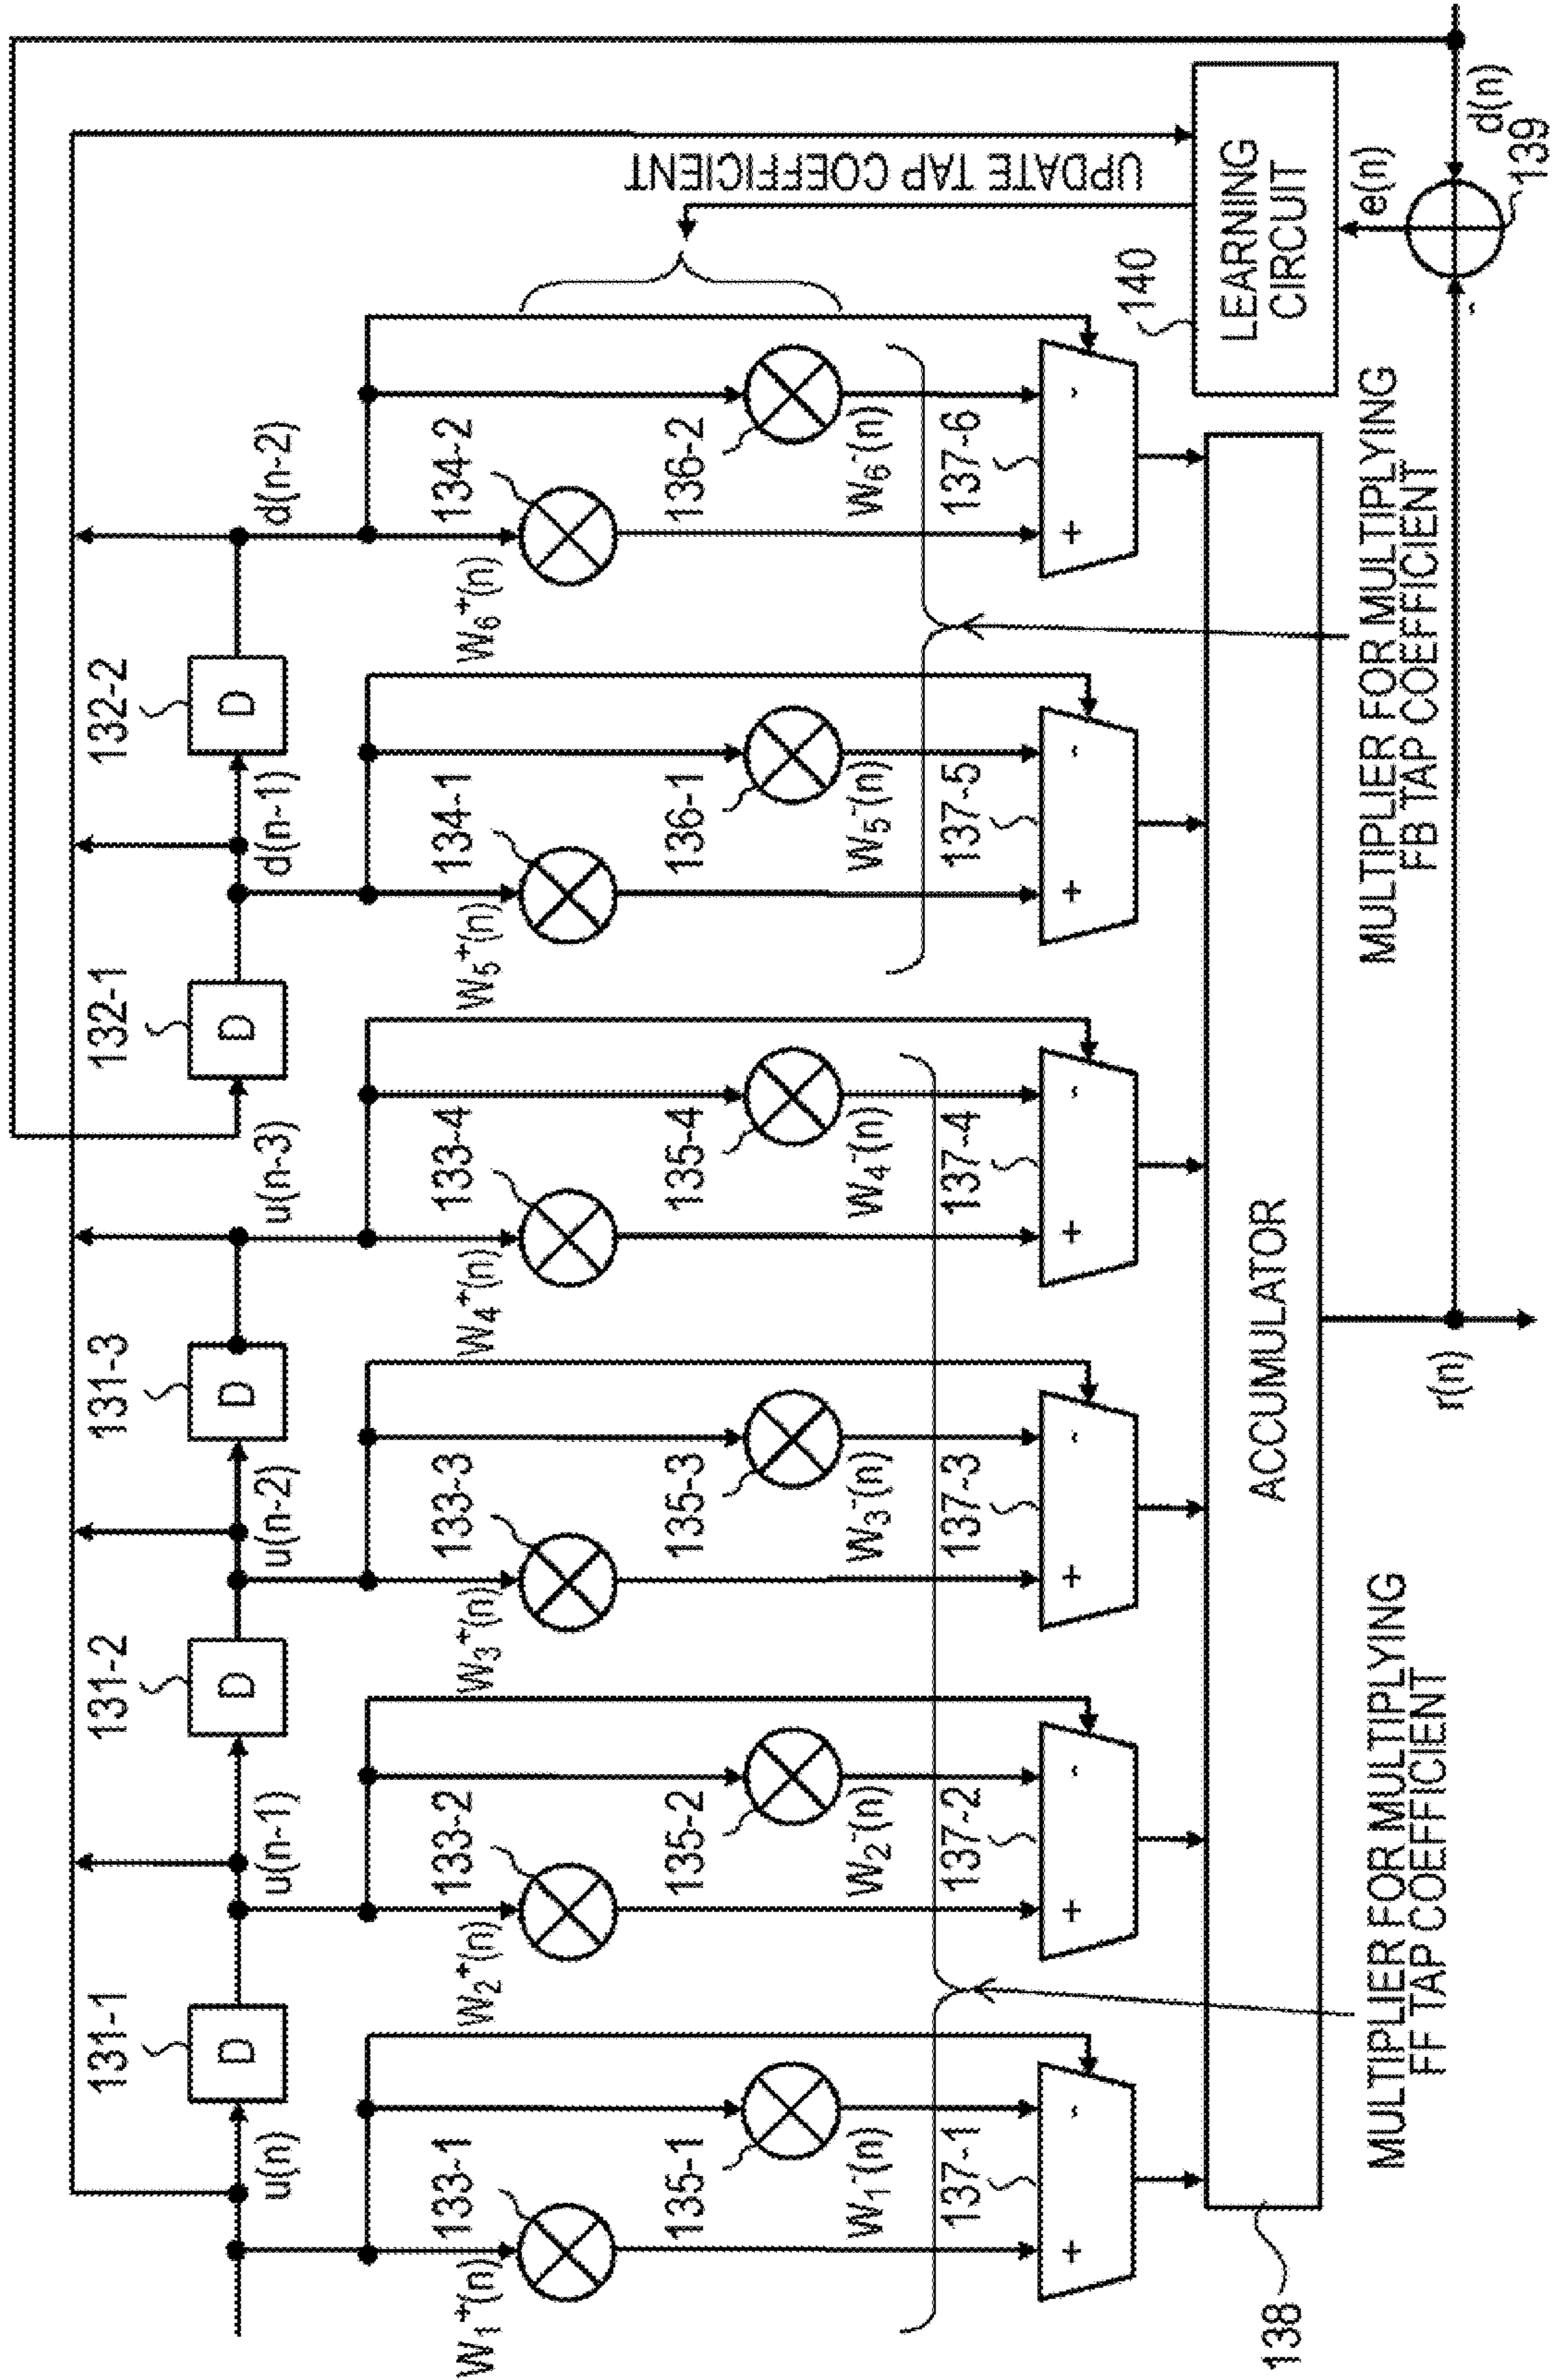 131-1
131-2
131-3
132-1
132-2
D
D
D
D
D
u(n)
u(n-1)
u(n-2)
u(n-3)
d(n-1)
d(n-2)
W1+(n)
133-1
W2+(n)
133-2
W3+(n)
133-3
W4+(n)
133-4
W5+(n)
134-1
W6+(n)
134-2
UPDATE TAP COEFFICIENT
135-1
135-2
135-3
135-4
136-1
136-2
W1-(n)
W2-(n)
W3-(n)
W4-(n)
W5-(n)
W6-(n)
137-1
137-2
137-3
137-4
137-5
137-6
+ -
+ -
+ -
+ -
+ -
+ -
140
LEARNING
CIRCUIT
138
ACCUMULATOR
e(n)
MULTIPLIER FOR MULTIPLYING
FF TAP COEFFICIENT
MULTIPLIER FOR MULTIPLYING
FB TAP COEFFICIENT
r(n)
-
d(n)
139